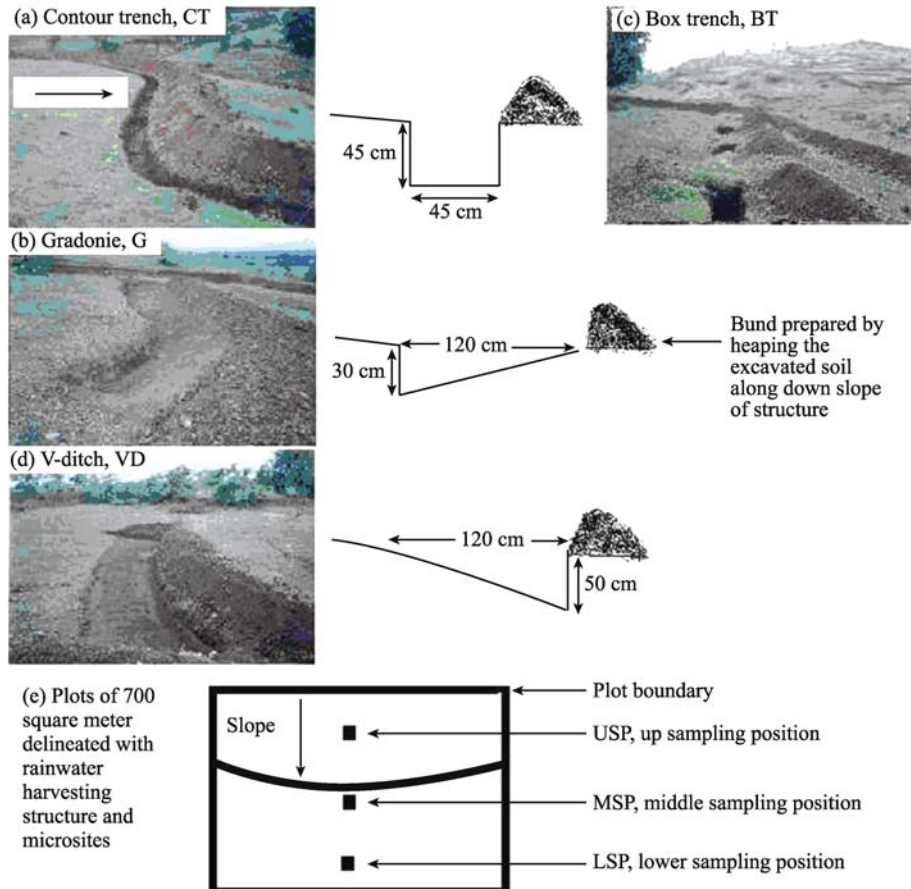 (a) Contour trench, CT
(c) Box trench, BT
45 cm
45 cm
(b) Gradonie, G
120 cm
30 cm
Bund prepared by
heaping the
excavated soil
along down slope
of structure
(d) V-ditch, VD
120 cm
50 cm
(e) Plots of 700
square meter
delineated with
rainwater
harvesting
structure and
microsites
Slope
Plot boundary
USP, up sampling position
MSP, middle sampling position
LSP, lower sampling position